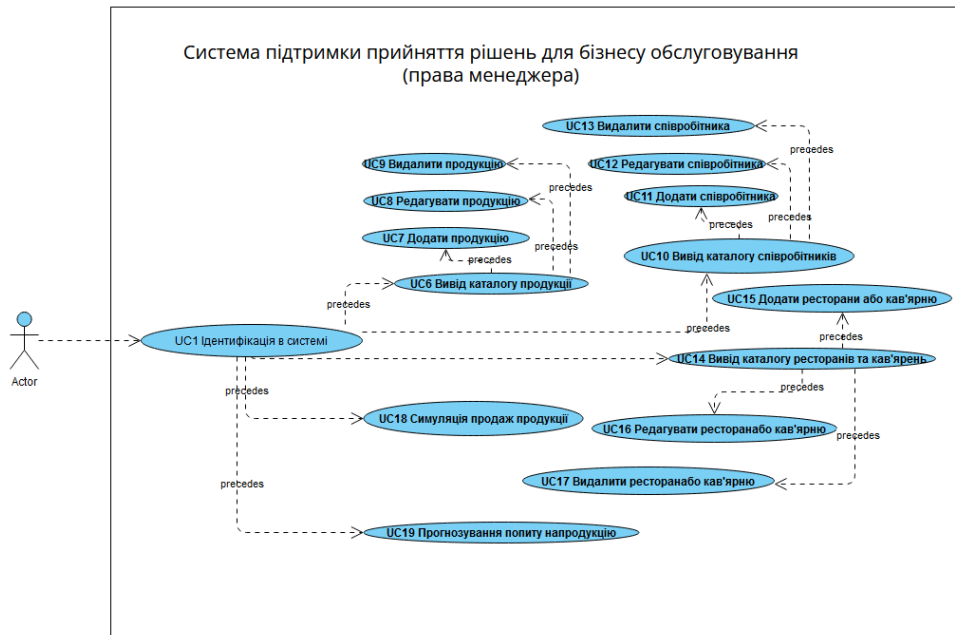 Система підтримки прийняття рішень для бізнесу обслуговування
(права менеджера)
UC13 Видалити співробітника
precedes
UC9 Видалити продукцію
UC12 Редагувати співробітника
precedes
UC8 Редагувати продукцію
UC11 Додати співробітника
precedes
precedes
UC7 Додати продукцію
precedes
precedes
UC10 Вивід каталогу співробітників
UC6 Вивід каталогу продукції
precedes
UC15 Додати ресторани або кав'ярню
precedes
precedes
UC1 Ідентифікація в системі
UC14 Вивід каталогу ресторанів та кав'ярень
Actor
precedes
precedes
UC18 Симуляція продаж продукції
UC16 Редагувати ресторанабо кав'ярню
precedes
UC17 Видалити ресторанабо кав'ярню
precedes
UC19 Прогнозування попиту напродукцію